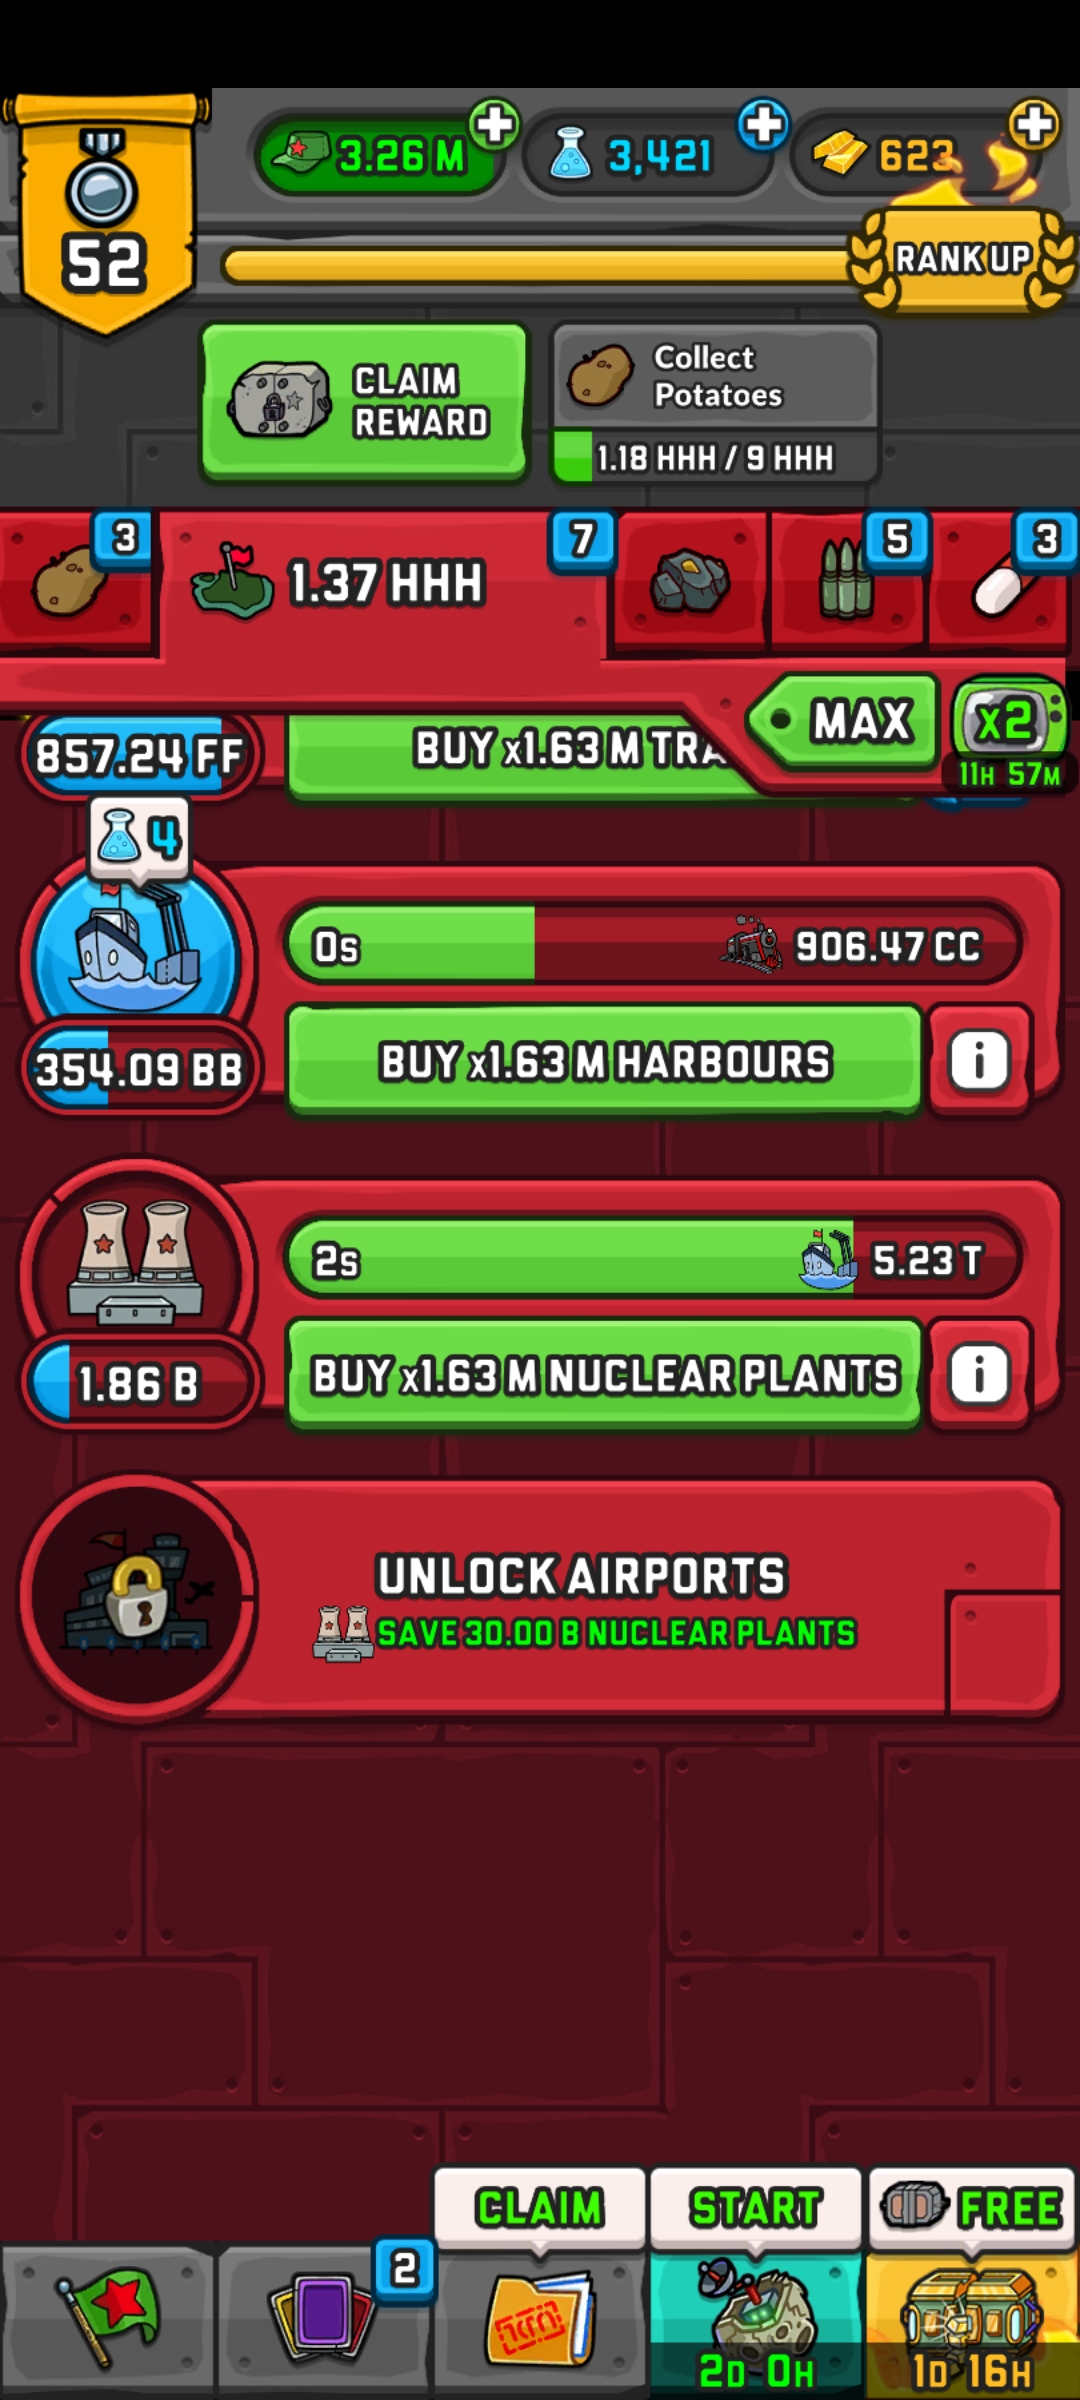 3.26 M
3,421
623
52
RANK UP
CLAIM
REWARD
Collect
Potatoes
1.18 HHH / 9 HHH
3
1.37 HHH
7
5
3
MAX
x2
11H 57M
857.24 FF
BUY x1.63 M TRA
4
0s
906.47 CC
354.09 BB
BUY x1.63 M HARBOURS
i
2s
5.23 T
1.86 B
BUY x1.63 M NUCLEAR PLANTS
i
UNLOCK AIRPORTS
SAVE 30.00 B NUCLEAR PLANTS
CLAIM
START
FREE
2
2D 0H
1D 16H